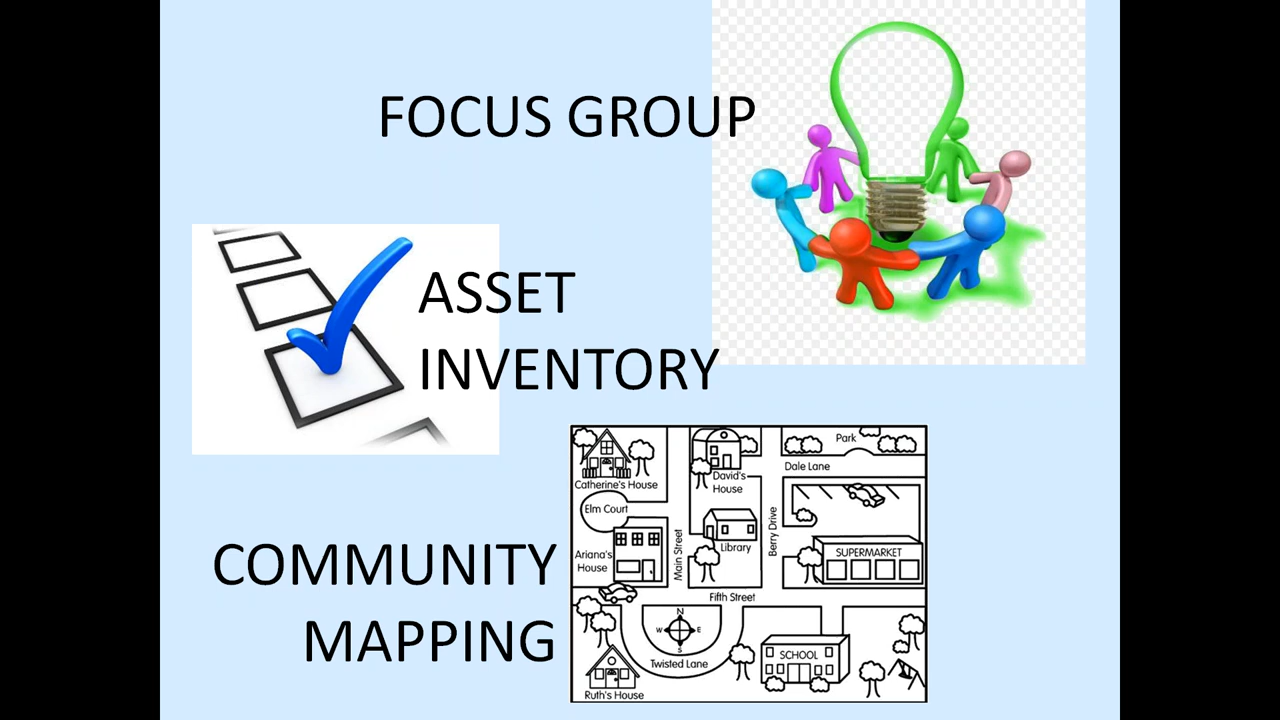 FOCUS GROUP
ASSET
INVENTORY
COMMUNITY
MAPPING
Park
Dale Lane
Catherine's House
David's
House
Elm Court
Main Street
Berry Drive
Library
Ariana's
House
SUPERMARKET
Fifth Street
N
W
E
S
Twisted Lane
SCHOOL
Ruth's House